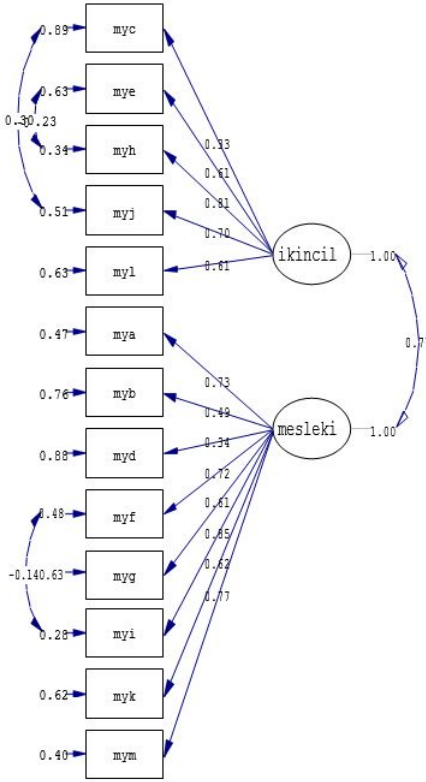 0.89 myc
0.63 mye
0.33
0.30
0.23
0.34 myh
0.61
0.81
0.51 myj
0.70
ikincil 1.00
0.63 myl
0.61
0.47 mya
0.7
0.73
0.76 myb
0.49
mesleki 1.00
0.34
0.88 myd
0.72
0.48 myf
0.61
0.85
0.62
-0.14
0.63 myg
0.77
0.28 myi
0.62 myk
0.40 mym